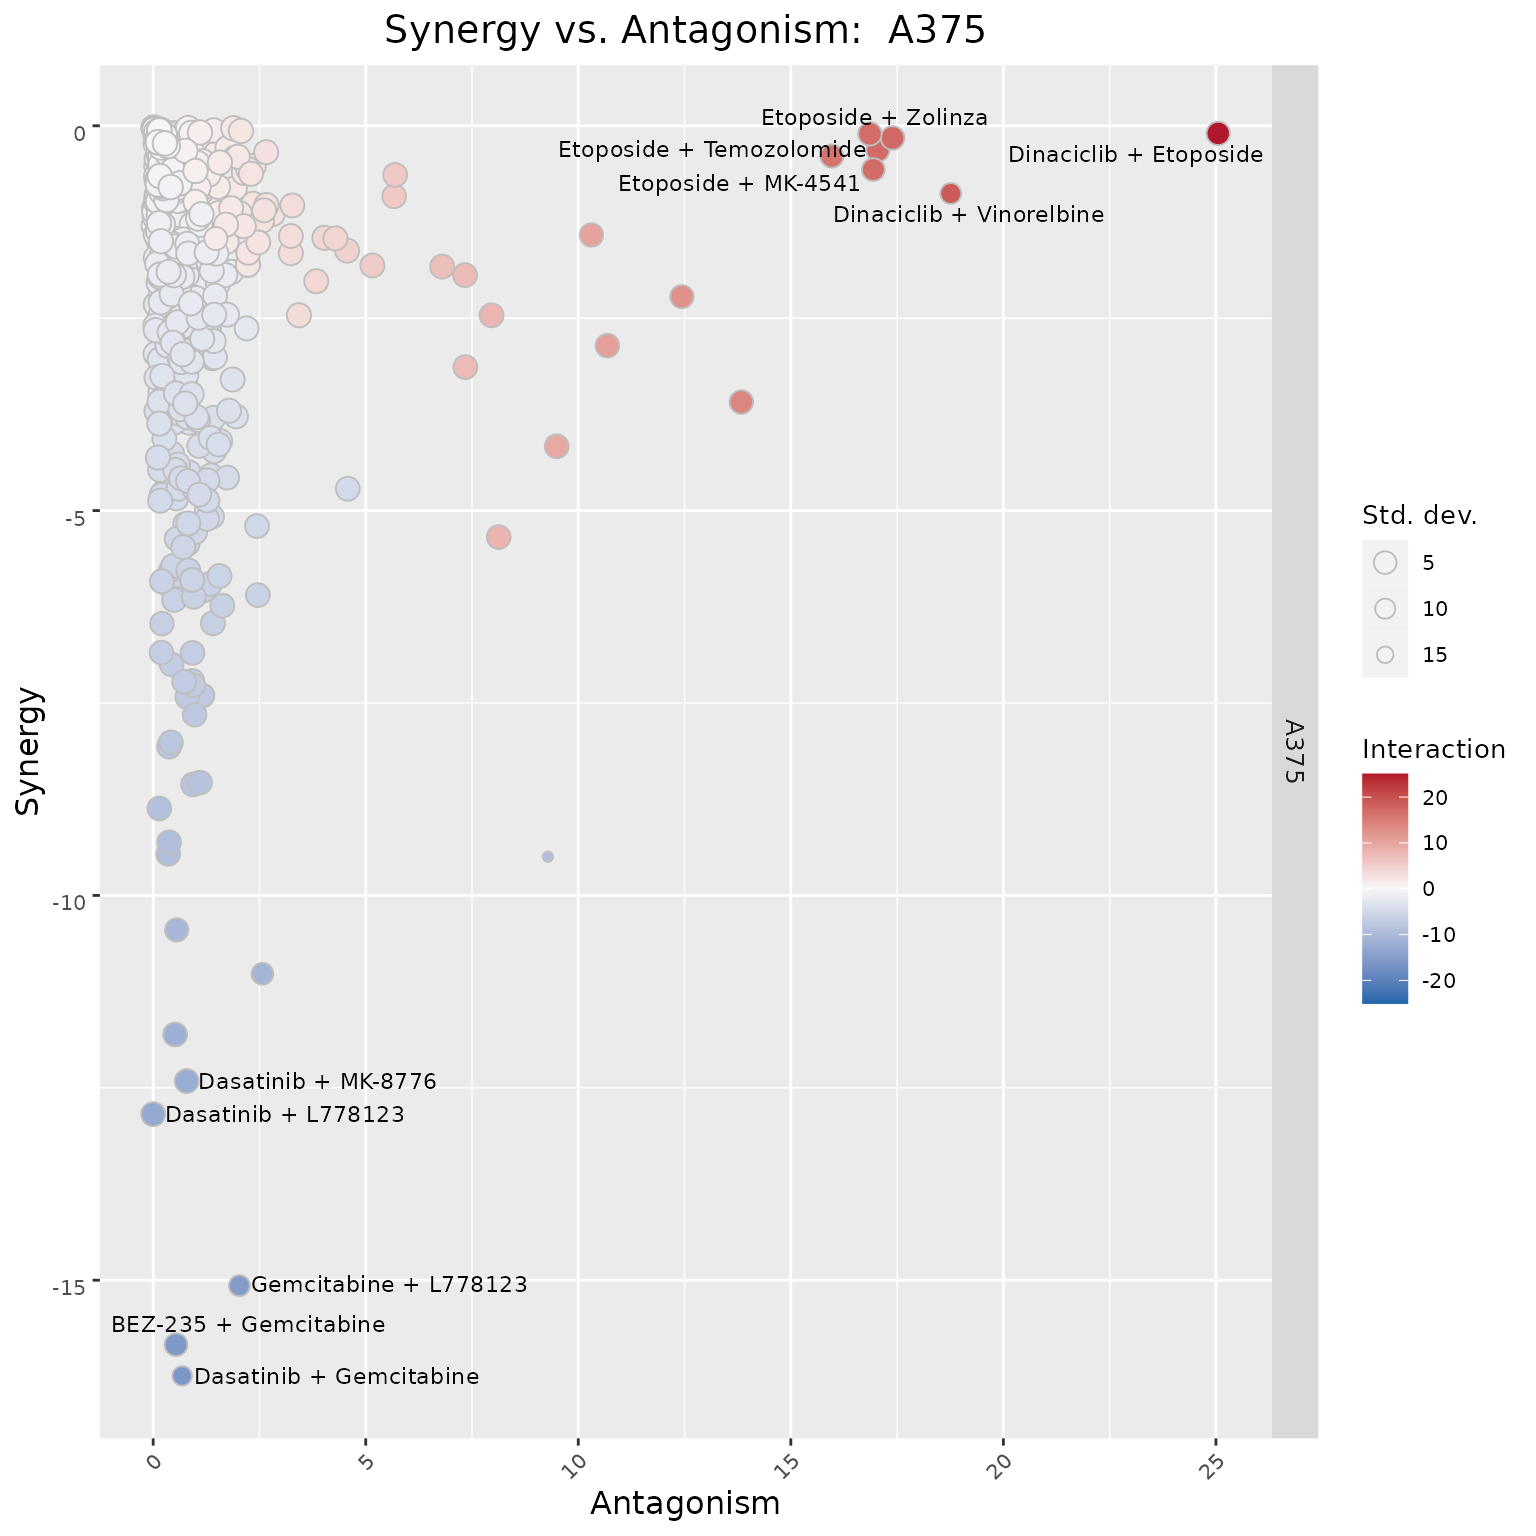 Synergy vs. Antagonism:  A375
Etoposide + Zolinza
Etoposide + Temozolomide
Dinaciclib + Etoposide
Etoposide + MK-4541
Dinaciclib + Vinorelbine
Dasatinib + MK-8776
Dasatinib + L778123
Gemcitabine + L778123
BEZ-235 + Gemcitabine
Dasatinib + Gemcitabine
0
-5
-10
-15
Synergy
0
5
10
15
20
25
Antagonism
A375
Std. dev.
5
10
15
Interaction
20
10
0
-10
-20